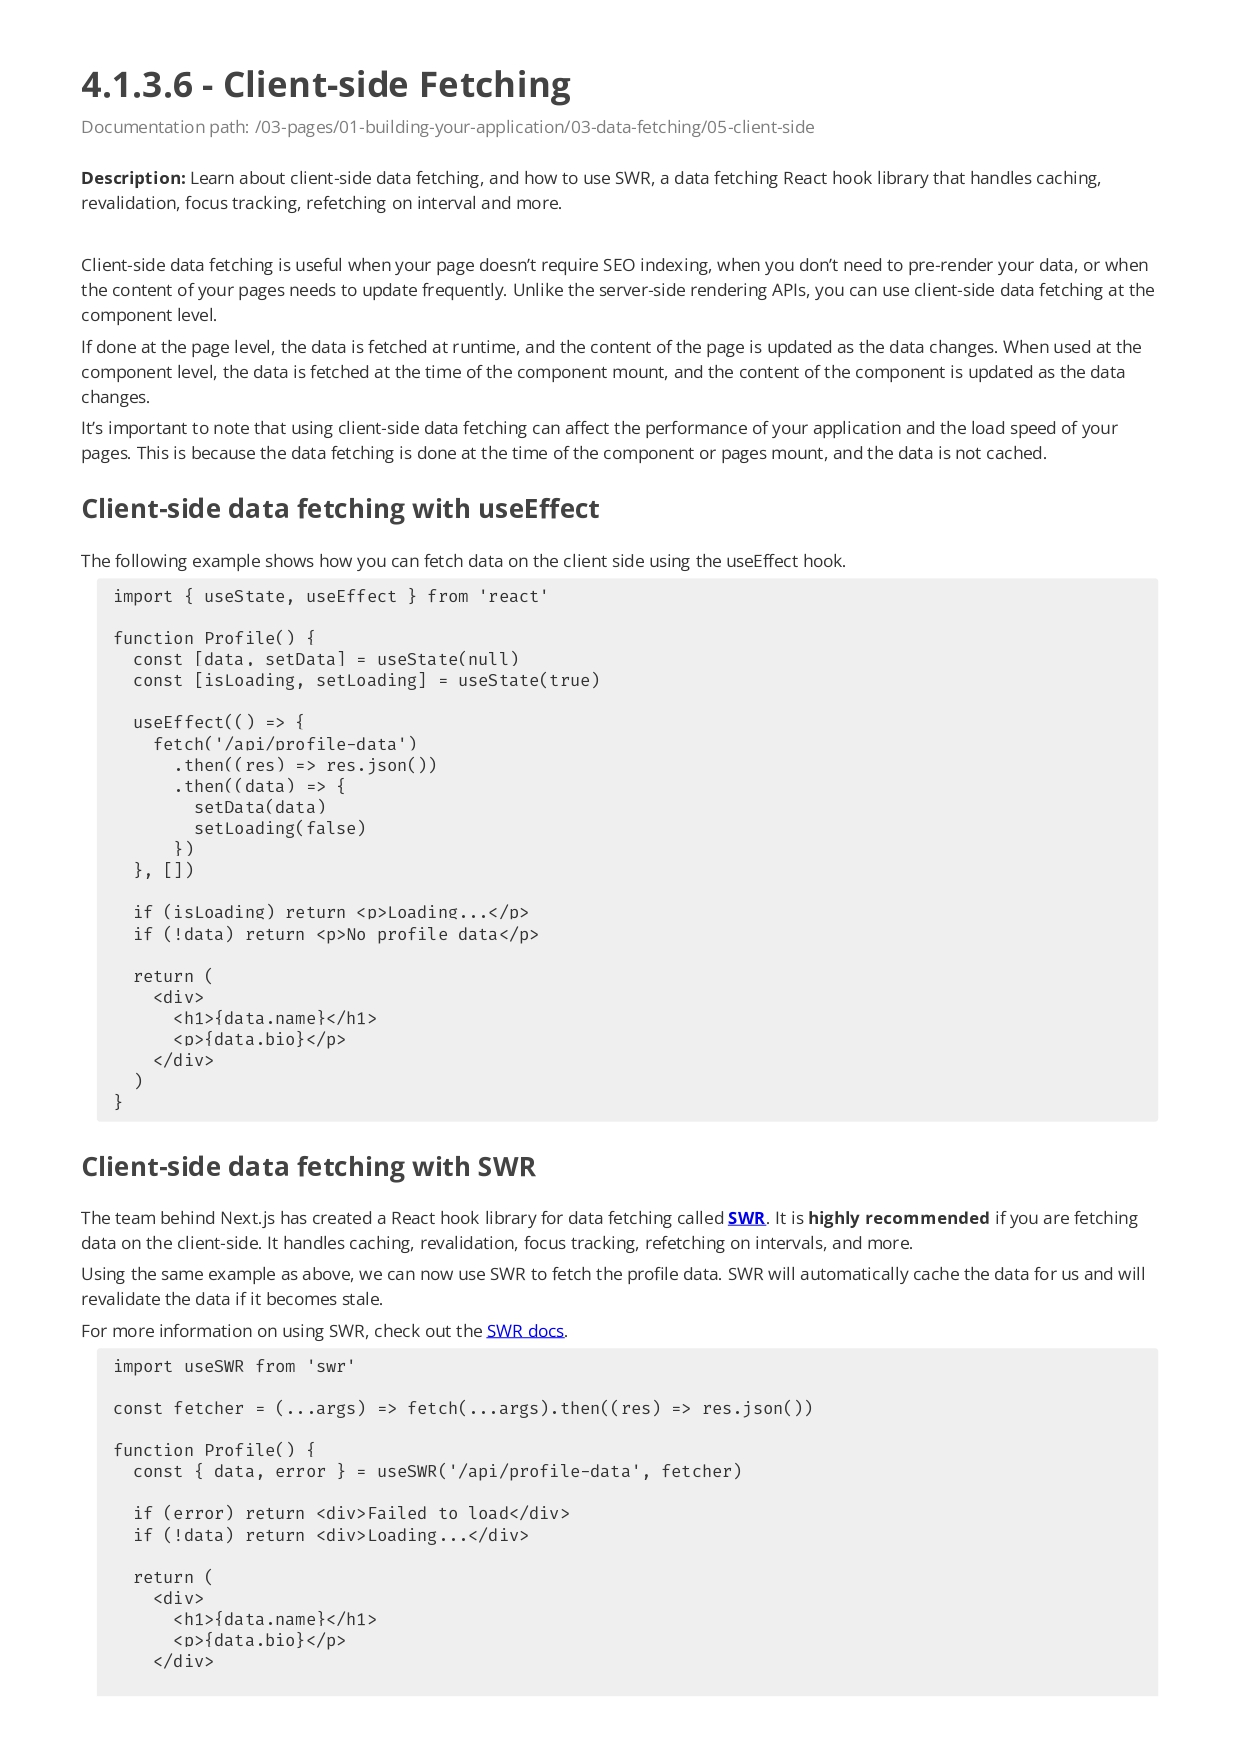 4.1.3.6 - Client-side Fetching
Documentation path: /03-pages/01-building-your-application/03-data-fetching/05-client-side
Description: Learn about client-side data fetching, and how to use SWR, a data fetching React hook library that handles caching,
revalidation, focus tracking, refetching on interval and more.
Client-side data fetching is useful when your page doesn’t require SEO indexing, when you don’t need to pre-render your data, or when
the content of your pages needs to update frequently. Unlike the server-side rendering APIs, you can use client-side data fetching at the
component level.
If done at the page level, the data is fetched at runtime, and the content of the page is updated as the data changes. When used at the
component level, the data is fetched at the time of the component mount, and the content of the component is updated as the data
changes.
It’s important to note that using client-side data fetching can affect the performance of your application and the load speed of your
pages. This is because the data fetching is done at the time of the component or pages mount, and the data is not cached.
Client-side data fetching with useEffect
The following example shows how you can fetch data on the client side using the useEffect hook.
import { useState, useEffect } from 'react'
function Profile() {
  const [data, setData] = useState(null)
  const [isLoading, setLoading] = useState(true)
  useEffect(() => {
    fetch('/api/profile-data')
      .then((res) => res.json())
      .then((data) => {
        setData(data)
        setLoading(false)
      })
  }, [])
  if (isLoading) return <p>Loading...</p>
  if (!data) return <p>No profile data</p>
  return (
    <div>
      <h1>{data.name}</h1>
      <p>{data.bio}</p>
    </div>
  )
}
Client-side data fetching with SWR
The team behind Next.js has created a React hook library for data fetching called SWR. It is highly recommended if you are fetching
data on the client-side. It handles caching, revalidation, focus tracking, refetching on intervals, and more.
Using the same example as above, we can now use SWR to fetch the profile data. SWR will automatically cache the data for us and will
revalidate the data if it becomes stale.
For more information on using SWR, check out the SWR docs.
import useSWR from 'swr'
const fetcher = (...args) => fetch(...args).then((res) => res.json())
function Profile() {
  const { data, error } = useSWR('/api/profile-data', fetcher)
  if (error) return <div>Failed to load</div>
  if (!data) return <div>Loading...</div>
  return (
    <div>
      <h1>{data.name}</h1>
      <p>{data.bio}</p>
    </div>